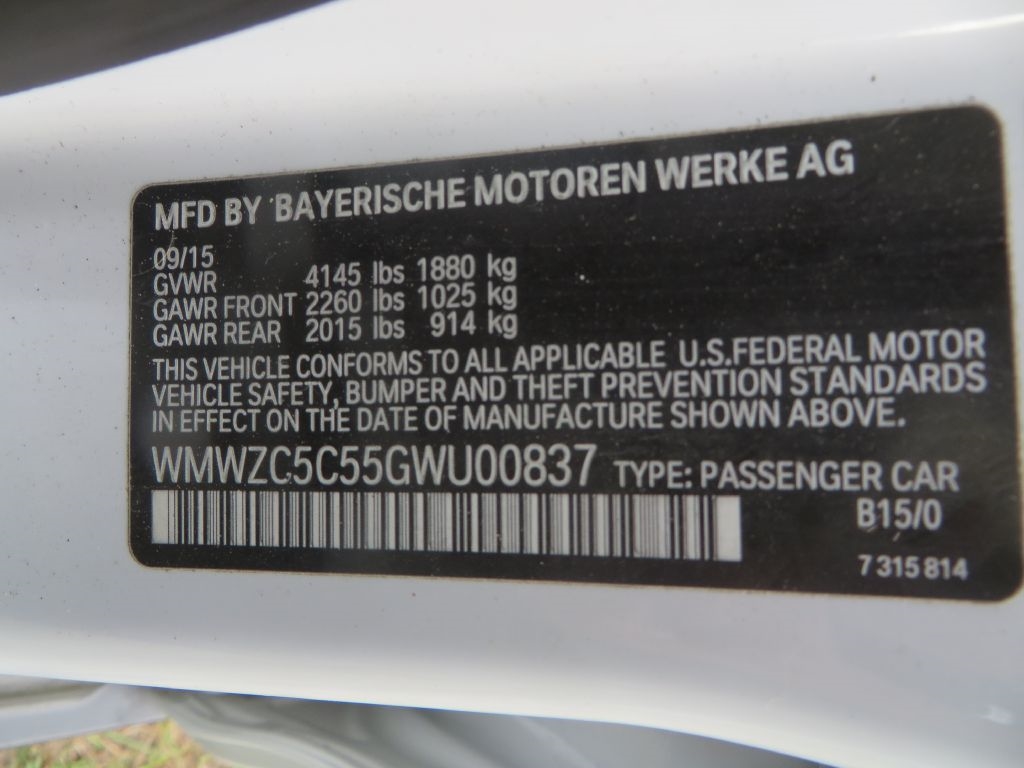 MFD BY BAYERISCHE MOTOREN WERKE AG
09/15
GVWR 4145 lbs 1880 kg
GAWR FRONT 2260 lbs 1025 kg
GAWR REAR 2015 lbs 914 kg
THIS VEHICLE CONFORMS TO ALL APPLICABLE U.S.FEDERAL MOTOR
VEHICLE SAFETY, BUMPER AND THEFT PREVENTION STANDARDS
IN EFFECT ON THE DATE OF MANUFACTURE SHOWN ABOVE.
WMWZC5C55GWU00837 TYPE: PASSENGER CAR
B15/0
7 315 814